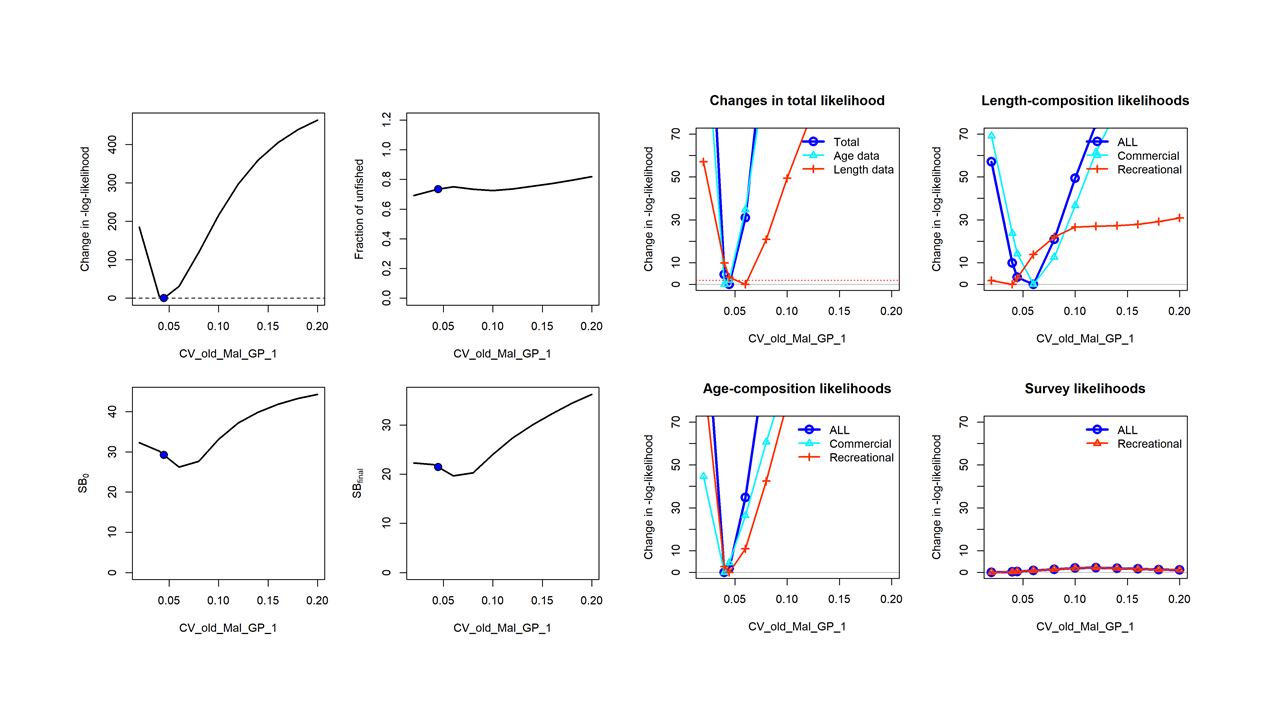 Change in -log-likelihood
0
100
200
300
400
0.05
0.10
0.15
0.20
CV_old_Mal_GP_1
Fraction of unfished
0.0
0.2
0.4
0.6
0.8
1.0
1.2
0.05
0.10
0.15
0.20
CV_old_Mal_GP_1
Changes in total likelihood
Change in -log-likelihood
0
10
30
50
70
Total
Age data
Length data
0.05
0.10
0.15
0.20
CV_old_Mal_GP_1
Length-composition likelihoods
Change in -log-likelihood
0
10
30
50
70
ALL
Commercial
Recreational
0.05
0.10
0.15
0.20
CV_old_Mal_GP_1
SB0
0
10
20
30
40
0.05
0.10
0.15
0.20
CV_old_Mal_GP_1
SBfinal
0
10
20
30
0.05
0.10
0.15
0.20
CV_old_Mal_GP_1
Age-composition likelihoods
Change in -log-likelihood
0
10
30
50
70
ALL
Commercial
Recreational
0.05
0.10
0.15
0.20
CV_old_Mal_GP_1
Survey likelihoods
Change in -log-likelihood
0
10
30
50
70
ALL
Recreational
0.05
0.10
0.15
0.20
CV_old_Mal_GP_1